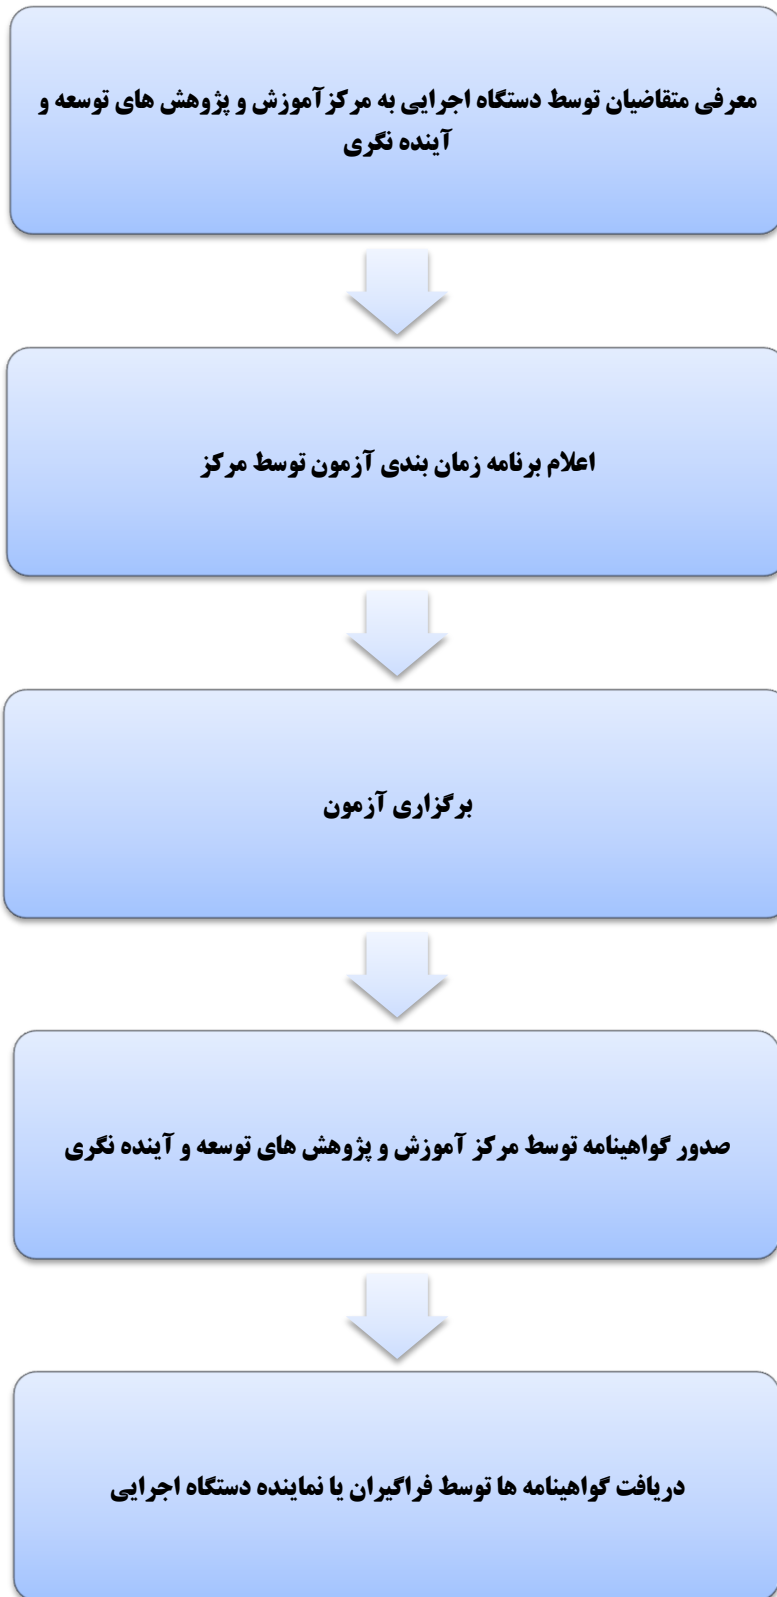 معرفی متقاضیان توسط دستگاه اجرایی به مرکز آموزش و پژوهش های توسعه و
آینده نگری
اعلام برنامه زمان بندی آزمون توسط مرکز
برگزاری آزمون
صدور گواهینامه توسط مرکز آموزش و پژوهش های توسعه و آینده نگری
دریافت گواهینامه ها توسط فراگیران یا نماینده دستگاه اجرایی